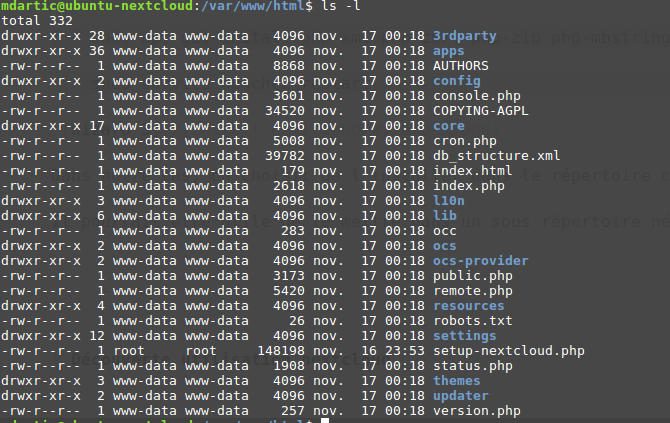 mdartic@ubuntu-nextcloud:/var/www/html$ ls -l
total 332
drwxr-xr-x 28 www-data www-data 4096 nov. 17 00:18 3rdparty
drwxr-xr-x 36 www-data www-data 4096 nov. 17 00:18 apps
-rw-r--r-- 1 www-data www-data 8868 nov. 17 00:18 AUTHORS
drwxr-xr-x 2 www-data www-data 4096 nov. 17 00:18 config
-rw-r--r-- 1 www-data www-data 3601 nov. 17 00:18 console.php
-rw-r--r-- 1 www-data www-data 34520 nov. 17 00:18 COPYING-AGPL
drwxr-xr-x 17 www-data www-data 4096 nov. 17 00:18 core
-rw-r--r-- 1 www-data www-data 5008 nov. 17 00:18 cron.php
-rw-r--r-- 1 www-data www-data 39782 nov. 17 00:18 db_structure.xml
-rw-r--r-- 1 www-data www-data 179 nov. 17 00:18 index.html
-rw-r--r-- 1 www-data www-data 2618 nov. 17 00:18 index.php
drwxr-xr-x 3 www-data www-data 4096 nov. 17 00:18 l10n
drwxr-xr-x 6 www-data www-data 4096 nov. 17 00:18 lib
-rw-r--r-- 1 www-data www-data 283 nov. 17 00:18 occ
drwxr-xr-x 2 www-data www-data 4096 nov. 17 00:18 ocs
drwxr-xr-x 2 www-data www-data 4096 nov. 17 00:18 ocs-provider
-rw-r--r-- 1 www-data www-data 3173 nov. 17 00:18 public.php
-rw-r--r-- 1 www-data www-data 5420 nov. 17 00:18 remote.php
drwxr-xr-x 4 www-data www-data 4096 nov. 17 00:18 resources
-rw-r--r-- 1 www-data www-data 26 nov. 17 00:18 robots.txt
drwxr-xr-x 12 www-data www-data 4096 nov. 17 00:18 settings
-rw-r--r-- 1 root root 148198 nov. 16 23:53 setup-nextcloud.php
-rw-r--r-- 1 www-data www-data 1908 nov. 17 00:18 status.php
drwxr-xr-x 3 www-data www-data 4096 nov. 17 00:18 themes
drwxr-xr-x 2 www-data www-data 4096 nov. 17 00:18 updater
-rw-r--r-- 1 www-data www-data 257 nov. 17 00:18 version.php
mdartic@ubuntu-nextcloud:/var/www/html$